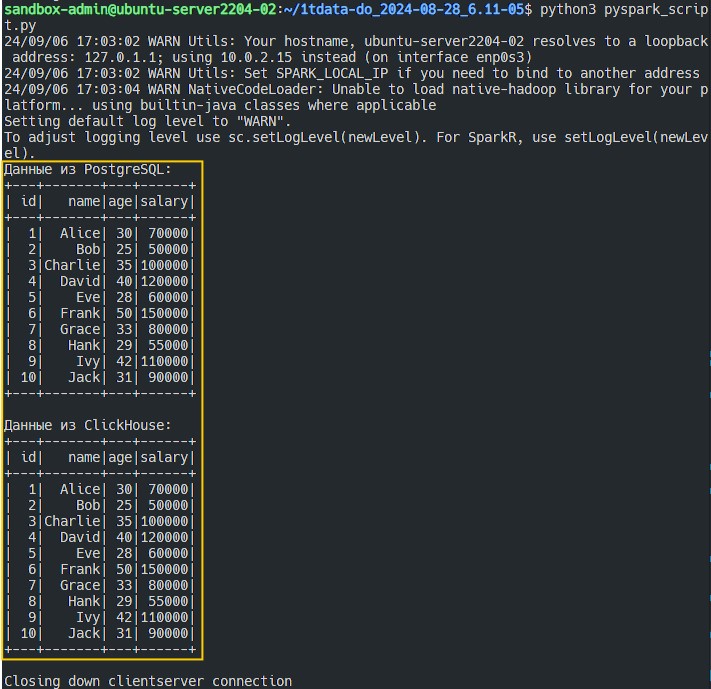 sandbox-admin@ubuntu-server2204-02:~/1tdata-do_2024-08-28_6.11-05$ python3 pyspark_scrip
t.py
24/09/06 17:03:02 WARN Utils: Your hostname, ubuntu-server2204-02 resolves to a loopback
 address: 127.0.1.1; using 10.0.2.15 instead (on interface enp0s3)
24/09/06 17:03:02 WARN Utils: Set SPARK_LOCAL_IP if you need to bind to another address
24/09/06 17:03:04 WARN NativeCodeLoader: Unable to load native-hadoop library for your p
latform... using builtin-java classes where applicable
Setting default log level to "WARN".
To adjust logging level use sc.setLogLevel(newLevel). For SparkR, use setLogLevel(newLev
el).
Данные из PostgreSQL:
+---+-------+---+------+
| id|   name|age|salary|
+---+-------+---+------+
|  1|  Alice| 30| 70000|
|  2|    Bob| 25| 50000|
|  3|Charlie| 35|100000|
|  4|  David| 40|120000|
|  5|    Eve| 28| 60000|
|  6|  Frank| 50|150000|
|  7|  Grace| 33| 80000|
|  8|   Hank| 29| 55000|
|  9|    Ivy| 42|110000|
| 10|   Jack| 31| 90000|
+---+-------+---+------+

Данные из ClickHouse:
+---+-------+---+------+
| id|   name|age|salary|
+---+-------+---+------+
|  1|  Alice| 30| 70000|
|  2|    Bob| 25| 50000|
|  3|Charlie| 35|100000|
|  4|  David| 40|120000|
|  5|    Eve| 28| 60000|
|  6|  Frank| 50|150000|
|  7|  Grace| 33| 80000|
|  8|   Hank| 29| 55000|
|  9|    Ivy| 42|110000|
| 10|   Jack| 31| 90000|
+---+-------+---+------+

Closing down clientserver connection